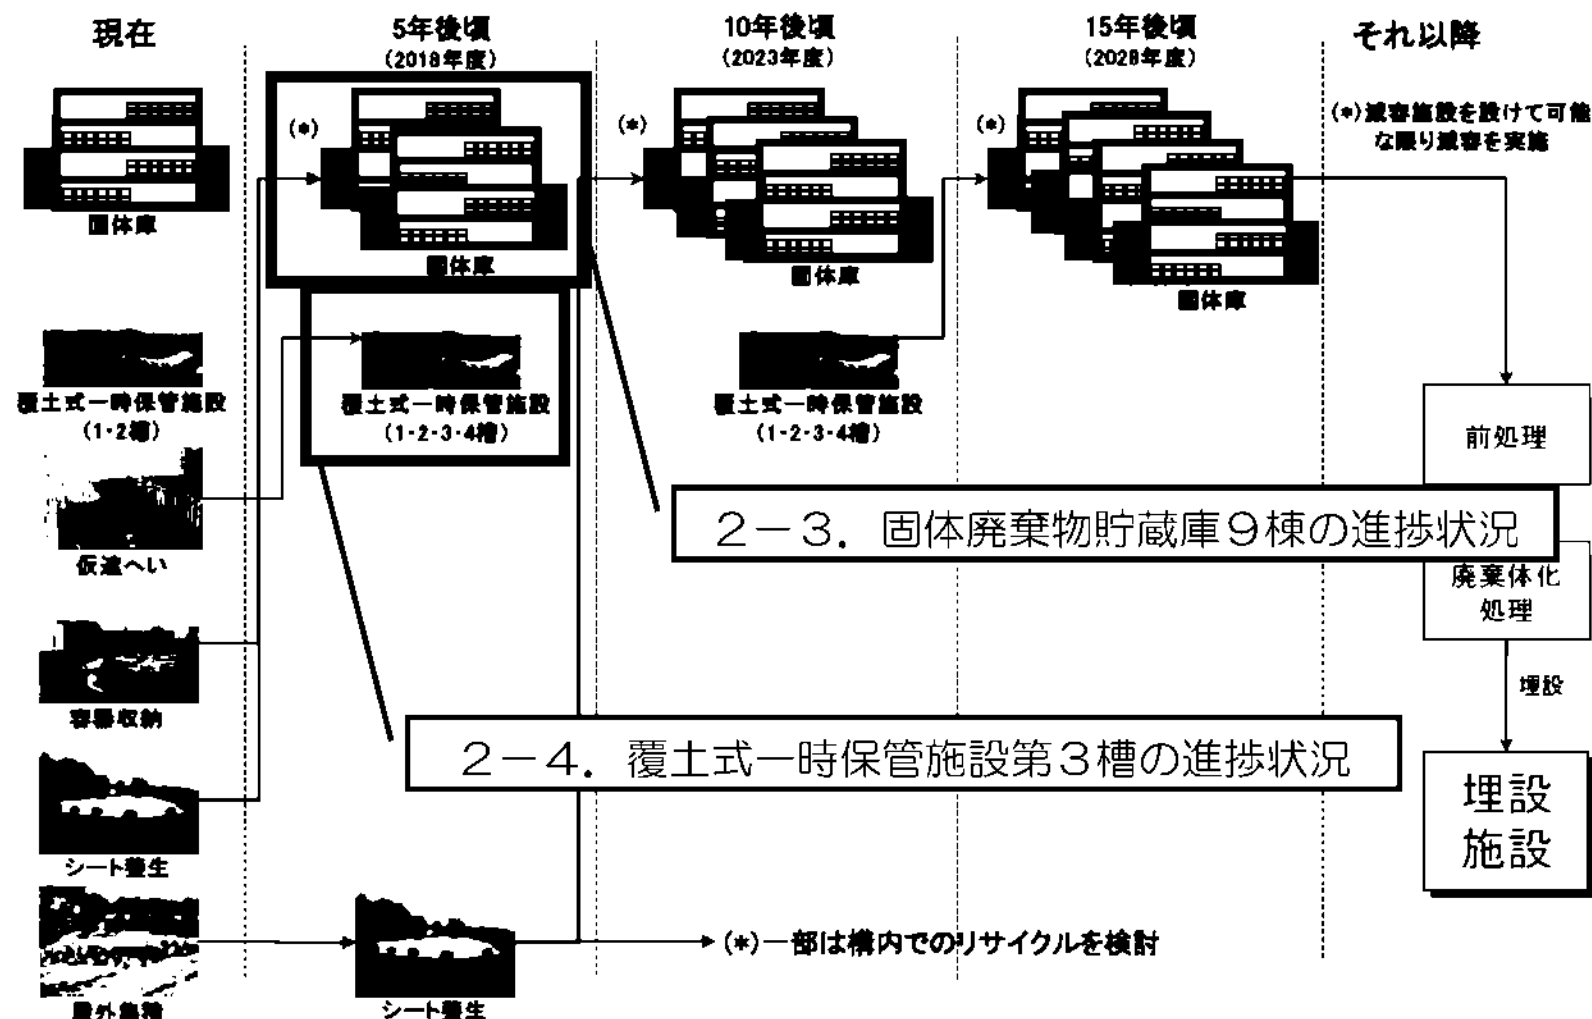 現在
5年後頃
(2018年度)
10年後頃
(2023年度)
15年後頃
(2028年度)
それ以降
(*)
(*)
(*)
(*)減容施設を設けて可能
な限り減容を実施
固体庫
固体庫
固体庫
固体庫
覆土式一時保管施設
(1・2槽)
覆土式一時保管施設
(1・2・3・4槽)
覆土式一時保管施設
(1・2・3・4槽)
前処理
仮遮へい
2-3. 固体廃棄物貯蔵庫9棟の進捗状況
廃棄体化
処理
容器収納
埋設
2-4. 覆土式一時保管施設第3槽の進捗状況
シート養生
埋設
施設
(*)一部は構内でのリサイクルを検討
屋外集積
シート養生